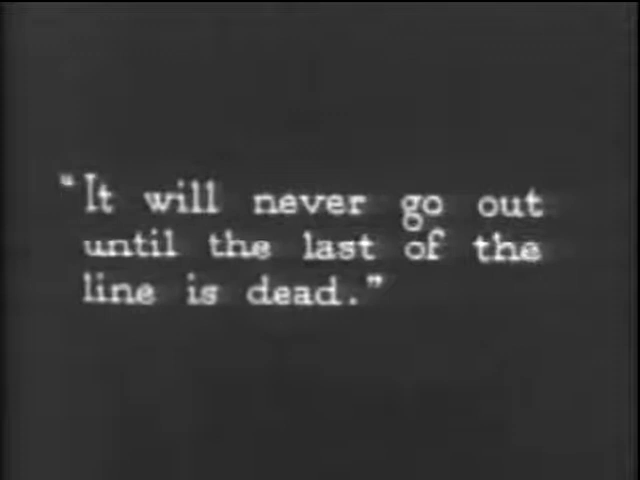 "It will never go out
until the last of the
line is dead."